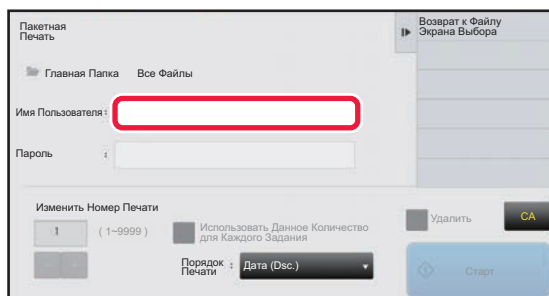 Пакетная
Печать
Возврат к Файлу
Экрана Выбора
Главная Папка Все Файлы
Имя Пользователя :
Пароль :
Изменить Номер Печати
1 ( 1~9999 )
Использовать Данное Количество
для Каждого Задания
Порядок :
Печати
Дата (Dsc.)
Удалить
CA
Старт